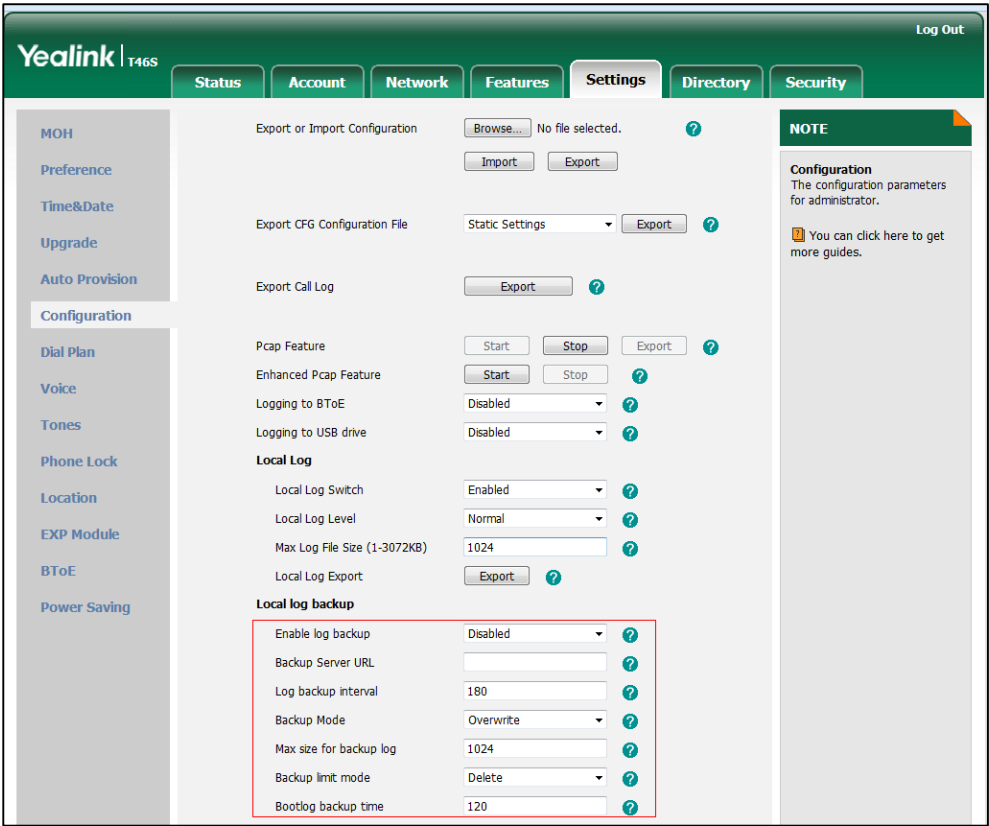 Log Out
Yealink | T46S
Status Account Network Features Settings Directory Security
MOH
Preference
Time&Date
Upgrade
Auto Provision
Configuration
Dial Plan
Voice
Tones
Phone Lock
Location
EXP Module
BToE
Power Saving
Export or Import Configuration Browse... No file selected. ?
Import Export
Export CFG Configuration File Static Settings Export ?
Export Call Log Export ?
Pcap Feature Start Stop Export ?
Enhanced Pcap Feature Start Stop ?
Logging to BToE Disabled ?
Logging to USB drive Disabled ?
Local Log
Local Log Switch Enabled ?
Local Log Level Normal ?
Max Log File Size (1-3072KB) 1024 ?
Local Log Export Export ?
Local log backup
Enable log backup Disabled ?
Backup Server URL ?
Log backup interval 180 ?
Backup Mode Overwrite ?
Max size for backup log 1024 ?
Backup limit mode Delete ?
Bootlog backup time 120 ?
NOTE
Configuration
The configuration parameters
for administrator.
? You can click here to get
more guides.